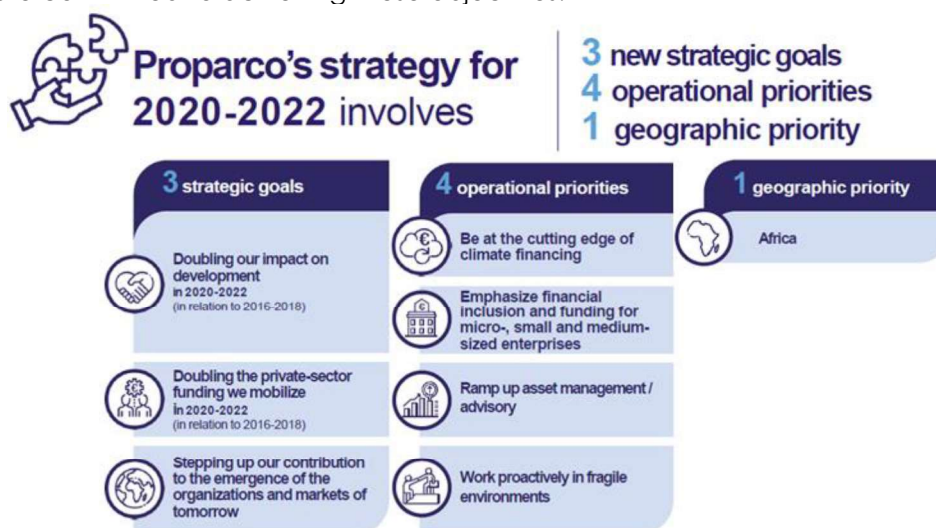 Proparco's strategy for
2020-2022 involves
3 new strategic goals
4 operational priorities
1 geographic priority
3 strategic goals
Doubling our impact on
development
in 2020-2022
(in relation to 2016-2018)
Doubling the private-sector
funding we mobilize
in 2020-2022
(in relation to 2016-2018)
Stepping up our contribution
to the emergence of the
organizations and markets of
tomorrow
4 operational priorities
Be at the cutting edge of
climate financing
Emphasize financial
inclusion and funding for
micro-, small and medium-
sized enterprises
Ramp up asset management /
advisory
Work proactively in fragile
environments
1 geographic priority
Africa